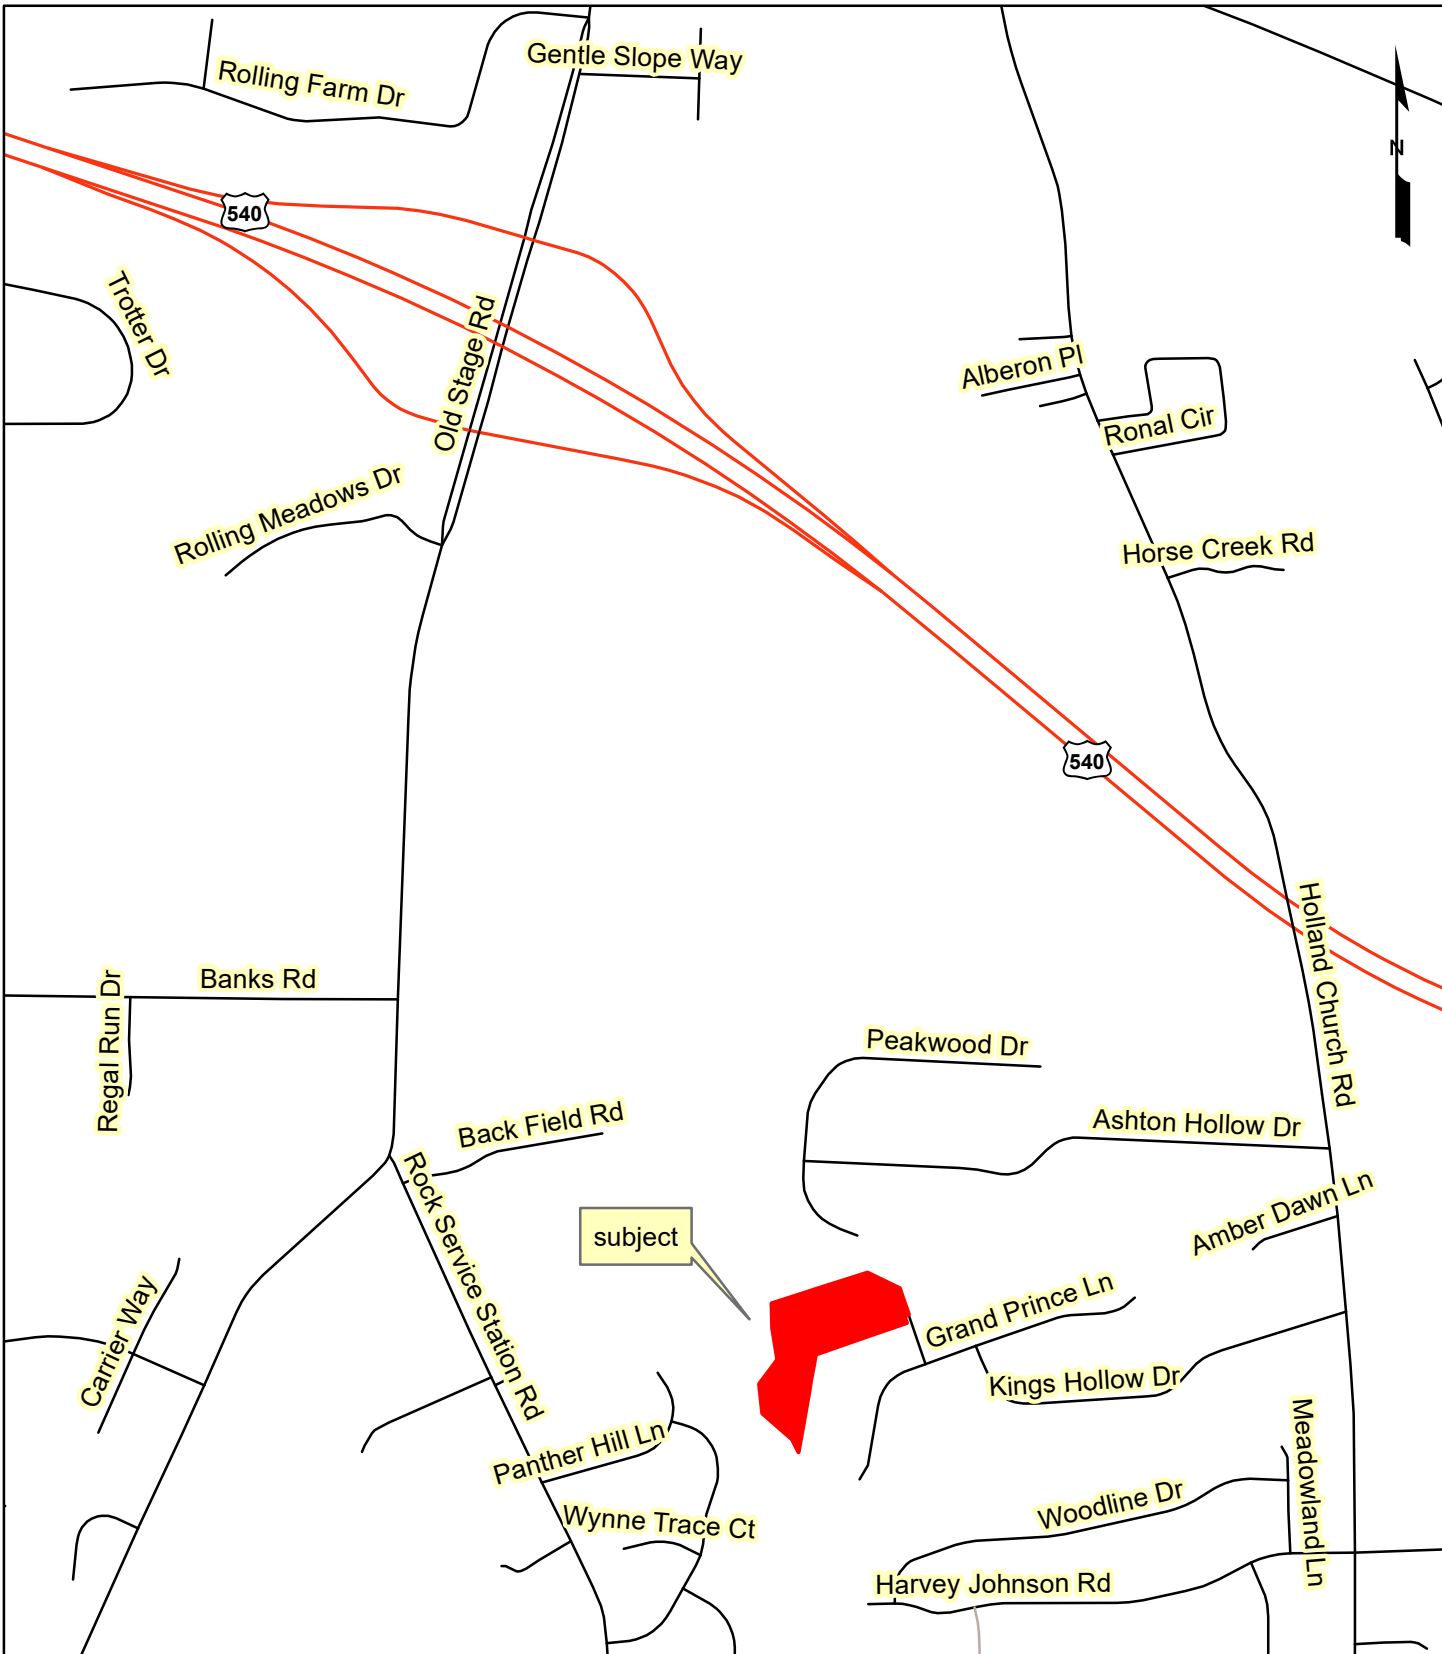 Gentle Slope Way
Rolling Farm Dr
N
540
Trotter Dr
Old Stage Rd
Alberon Pl
Ronal Cir
Rolling Meadows Dr
Horse Creek Rd
540
Holland Church Rd
Banks Rd
Regal Run Dr
Peakwood Dr
Back Field Rd
Ashton Hollow Dr
Rock Service Station Rd
Amber Dawn Ln
subject
Carrier Way
Grand Prince Ln
Kings Hollow Dr
Panther Hill Ln
Meadowland Ln
Woodline Dr
Wynne Trace Ct
Harvey Johnson Rd